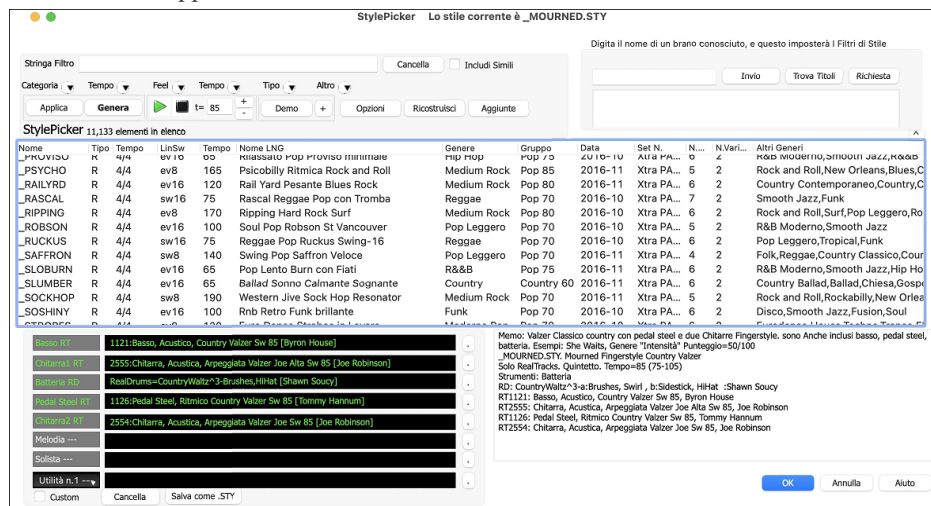 StylePicker Lo stile corrente è _MOURNED.STY
Digita il nome di un brano conosciuto, e questo imposterà I Filtri di Stile
Stringa Filtro Cancella Includi Simili
Invio Trova Titoli Richiesta
Categoria Tempo Feel Tempo Tipo Altro
Applica Genera t= 85 + - Demo + Opzioni Ricostruisci Aggiunte
StylePicker 11,133 elementi in elenco
Nome Tipo Tempo LinSw Tempo Nome LNG Genere Gruppo Data Set N. N.... N.Vari... Altri Generi
_PROVISO R 4/4 ev16 65 Rilassato Pop Proviso minimale Hip Hop Pop 75 2016-10 Xtra PA... 6 2 R&B Moderno,Smooth Jazz,R&&B
_PSYCHO R 4/4 ev8 165 Psicobilly Ritmica Rock and Roll Medium Rock Pop 85 2016-11 Xtra PA... 5 2 Rock and Roll,New Orleans,Blues,C
_RAILYRD R 4/4 ev16 120 Rail Yard Pesante Blues Rock Medium Rock Pop 80 2016-11 Xtra PA... 6 2 Country Contemporaneo,Country,C
_RASCAL R 4/4 sw16 75 Rascal Reggae Pop con Tromba Reggae Pop 70 2016-10 Xtra PA... 7 2 Smooth Jazz,Funk
_RIPPING R 4/4 ev8 170 Ripping Hard Rock Surf Medium Rock Pop 80 2016-11 Xtra PA... 6 2 Rock and Roll,Surf,Pop Leggero,Ro
_ROBSON R 4/4 ev16 100 Soul Pop Robson St Vancouver Pop Leggero Pop 70 2016-10 Xtra PA... 5 2 R&B Moderno,Smooth Jazz
_RUCKUS R 4/4 sw16 75 Reggae Pop Ruckus Swing-16 Reggae Pop 70 2016-10 Xtra PA... 6 2 Pop Leggero,Tropical,Funk
_SAFFRON R 4/4 sw8 140 Swing Pop Saffron Veloce Pop Leggero Pop 70 2016-11 Xtra PA... 4 2 Folk,Reggae,Country Classico,Cour
_SLOBURN R 4/4 ev16 65 Pop Lento Burn con Fiati R&&B Pop 75 2016-11 Xtra PA... 6 2 R&B Moderno,Smooth Jazz,Hip Ho
_SLUMBER R 4/4 ev16 65 Ballad Sonno Calmante Sognante Country Country 60 2016-11 Xtra PA... 6 2 Country Ballad,Ballad,Chiesa,Gospe
_SOCKHOP R 4/4 sw8 190 Western Jive Sock Hop Resonator Medium Rock Pop 70 2016-11 Xtra PA... 5 2 Rock and Roll,Rockabilly,New Orlea
_SOSHINY R 4/4 ev16 100 Rnb Retro Funk brillante Funk Pop 70 2016-10 Xtra PA... 6 2 Disco,Smooth Jazz,Fusion,Soul
Basso RT 1121:Basso, Acustico, Country Valzer Sw 85 [Byron House] .
Chitarra1 RT 2555:Chitarra, Acustica, Arpeggiata Valzer Joe Alta Sw 85 [Joe Robinson] .
Batteria RD RealDrums=CountryWaltz^3-Brushes,HiHat [Shawn Soucy] .
Pedal Steel RT 1126:Pedal Steel, Ritmico Country Valzer Sw 85 [Tommy Hannum] .
Chitarra2 RT 2554:Chitarra, Acustica, Arpeggiata Valzer Joe Sw 85 [Joe Robinson] .
Melodia --- .
Solista --- .
Utilità n.1 --- .
Custom Cancella Salva come .STY
Memo: Valzer Classico country con pedal steel e due Chitarre Fingerstyle. sono Anche inclusi basso, pedal steel,
batteria. Esempi: She Waits, Genere "Intensità" Punteggio=50/100
_MOURNED.STY. Mourned Fingerstyle Country Valzer
Solo RealTracks. Quintetto. Tempo=85 (75-105)
Strumenti: Batteria
RD: CountryWaltz^3-a:Brushes, Swirl , b:Sidestick, HiHat :Shawn Soucy
RT1121: Basso, Acustico, Country Valzer Sw 85, Byron House
RT2555: Chitarra, Acustica, Arpeggiata Valzer Joe Alta Sw 85, Joe Robinson
RT1126: Pedal Steel, Ritmico Country Valzer Sw 85, Tommy Hannum
RT2554: Chitarra, Acustica, Arpeggiata Valzer Joe Sw 85, Joe Robinson
OK Annulla Aiuto